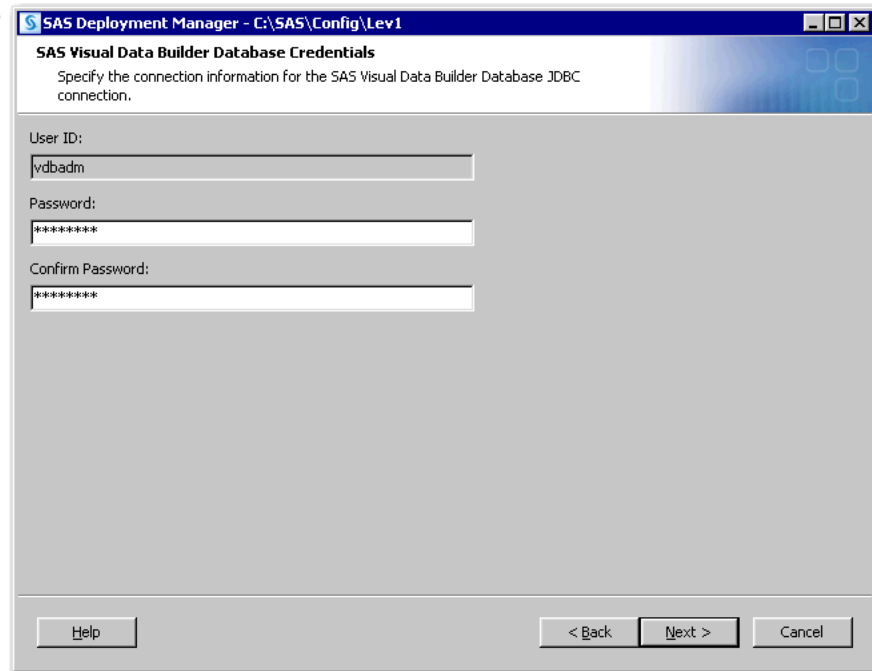 SAS Deployment Manager - C:\SAS\Config\Lev1
SAS Visual Data Builder Database Credentials
Specify the connection information for the SAS Visual Data Builder Database JDBC
connection.
User ID:
vdbadm
Password:
********
Confirm Password:
********
Help
< Back
Next >
Cancel